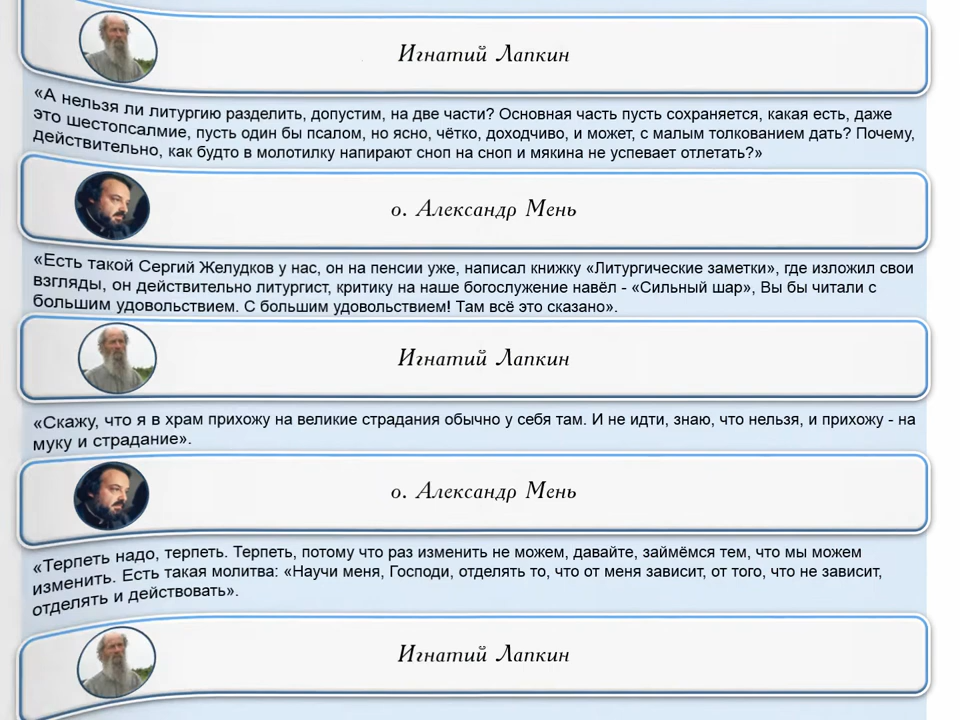 Игнатий Лапкин
«А нельзя ли литургию разделить, допустим, на две части? Основная часть пусть сохраняется, какая есть, даже
это шестопсалмие, пусть один бы псалом, но ясно, чётко, доходчиво, и может, с малым толкованием дать? Почему,
действительно, как будто в молотилку напирают сноп на сноп и мякина не успевает отлетать?»
о. Александр Мень
«Есть такой Сергий Желудков у нас, он на пенсии уже, написал книжку «Литургические заметки», где изложил свои
взгляды, он действительно литургист, критику на наше богослужение навёл - «Сильный шар», Вы бы читали с
большим удовольствием. С большим удовольствием! Там всё это сказано».
Игнатий Лапкин
«Скажу, что я в храм прихожу на великие страдания обычно у себя там. И не идти, знаю, что нельзя, и прихожу - на
муку и страдание».
о. Александр Мень
«Терпеть надо, терпеть. Терпеть, потому что раз изменить не можем, давайте, займёмся тем, что мы можем
изменить. Есть такая молитва: «Научи меня, Господи, отделять то, что от меня зависит, от того, что не зависит,
отделять и действовать».
Игнатий Лапкин